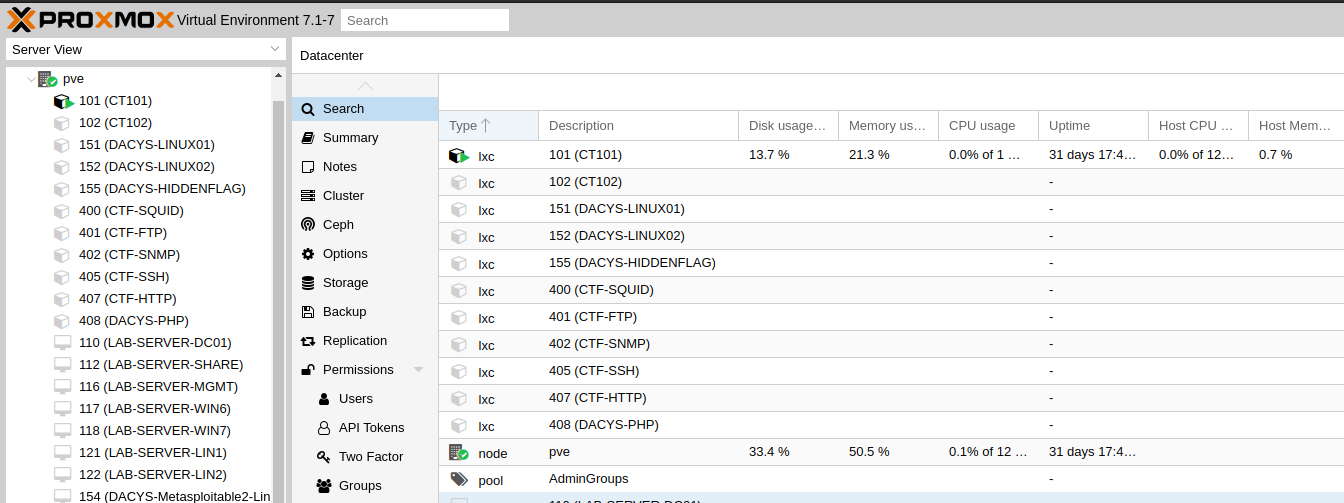 PROXMOX Virtual Environment 7.1-7 Search
Server View
pve
101 (CT101)
102 (CT102)
151 (DACYS-LINUX01)
152 (DACYS-LINUX02)
155 (DACYS-HIDDENFLAG)
400 (CTF-SQUID)
401 (CTF-FTP)
402 (CTF-SNMP)
405 (CTF-SSH)
407 (CTF-HTTP)
408 (DACYS-PHP)
110 (LAB-SERVER-DC01)
112 (LAB-SERVER-SHARE)
116 (LAB-SERVER-MGMT)
117 (LAB-SERVER-WIN6)
118 (LAB-SERVER-WIN7)
121 (LAB-SERVER-LIN1)
122 (LAB-SERVER-LIN2)
154 (DACYS-Metasploitable2-Lin
Datacenter
Search
Summary
Notes
Cluster
Ceph
Options
Storage
Backup
Replication
Permissions
Users
API Tokens
Two Factor
Groups
Type Description Disk usage... Memory us... CPU usage Uptime Host CPU ... Host Mem...
lxc 101 (CT101) 13.7 % 21.3 % 0.0% of 1 ... 31 days 17:4... 0.0% of 12... 0.7 %
lxc 102 (CT102) -
lxc 151 (DACYS-LINUX01) -
lxc 152 (DACYS-LINUX02) -
lxc 155 (DACYS-HIDDENFLAG) -
lxc 400 (CTF-SQUID) -
lxc 401 (CTF-FTP) -
lxc 402 (CTF-SNMP) -
lxc 405 (CTF-SSH) -
lxc 407 (CTF-HTTP) -
lxc 408 (DACYS-PHP) -
node pve 33.4 % 50.5 % 0.1% of 12 ... 31 days 17:4...
pool AdminGroups -
110 (LAB-SERVER-DC01)